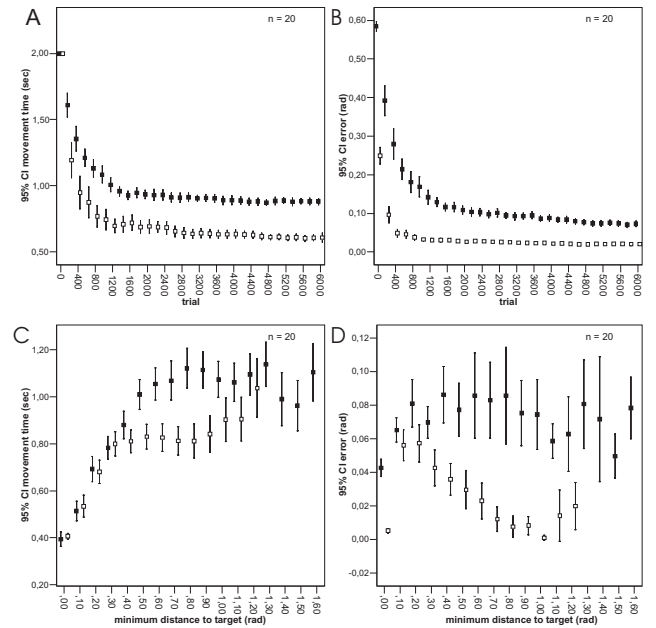 A
n = 20
95% CI movement time (sec)
2,00
1,50
1,00
0,50
0 400 800 1200 1600 2000 2400 2800 3200 3600 4000 4400 4800 5200 5600 6000
trial
B
n = 20
95% CI error (rad)
0,60
0,50
0,40
0,30
0,20
0,10
0,00
0 400 800 1200 1600 2000 2400 2800 3200 3600 4000 4400 4800 5200 5600 6000
trial
C
n = 20
95% CI movement time (sec)
1,20
1,00
0,80
0,60
0,40
0,20
,00 ,10 ,20 ,30 ,40 ,50 ,60 ,70 ,80 ,90 1,00 1,10 1,20 1,30 1,40 1,50 1,60
minimum distance to target (rad)
D
n = 20
95% CI error (rad)
0,12
0,10
0,08
0,06
0,04
0,02
0,00
-0,02
,00 ,10 ,20 ,30 ,40 ,50 ,60 ,70 ,80 ,90 1,00 1,10 1,20 1,30 1,40 1,50 1,60
minimum distance to target (rad)